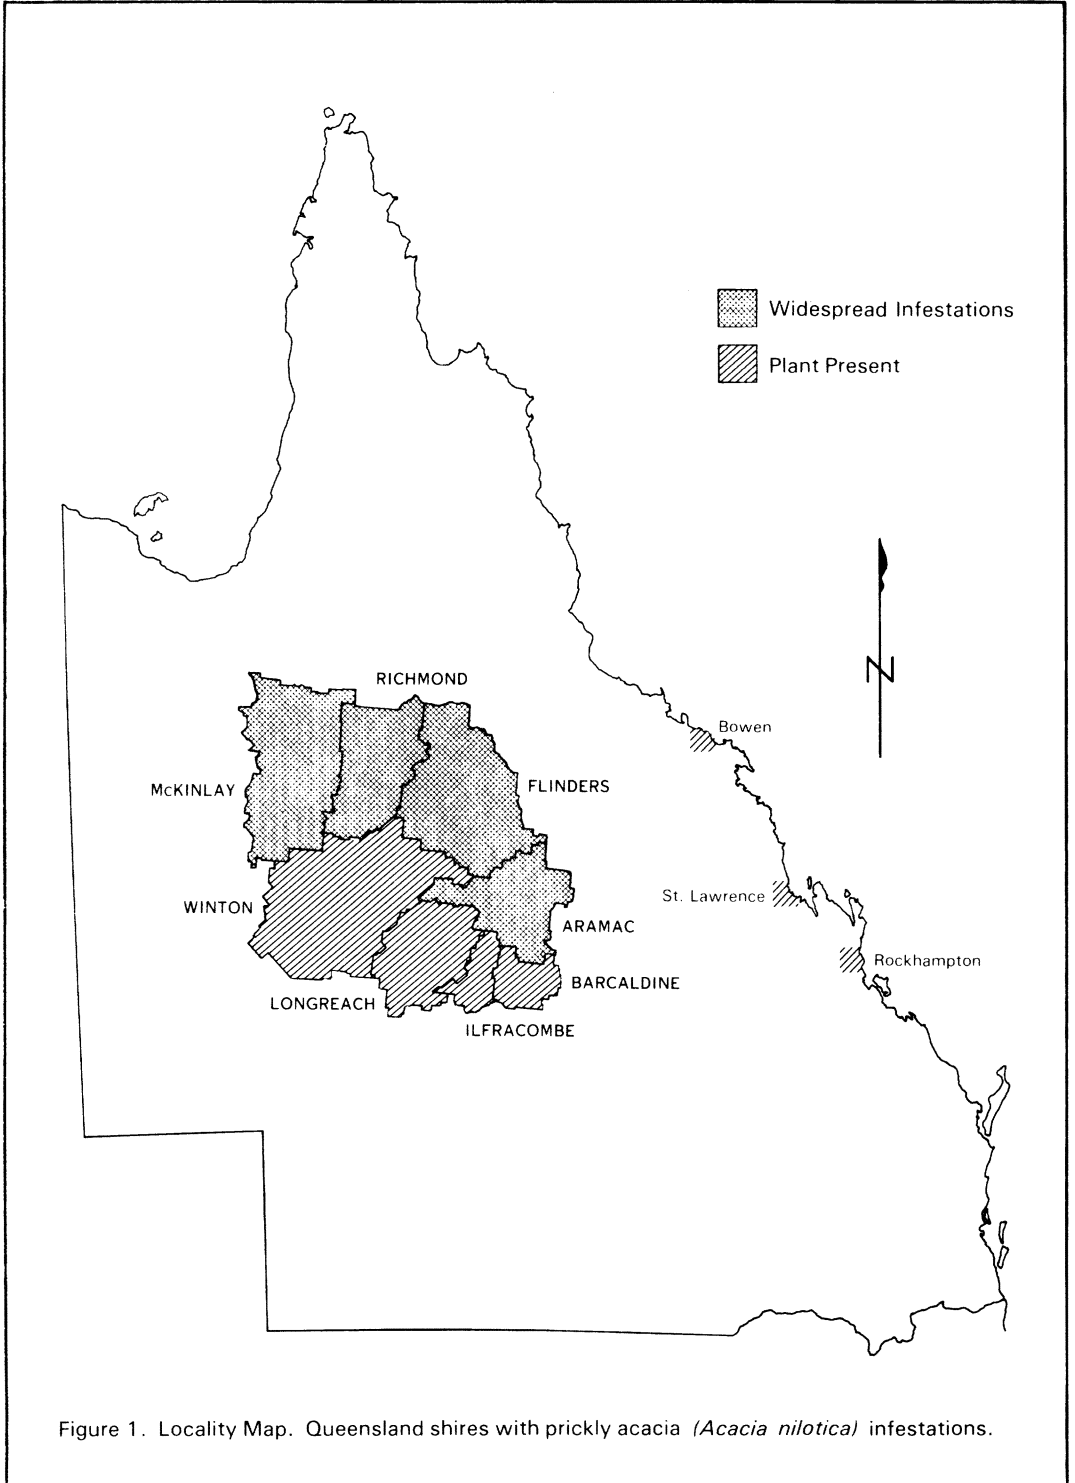 Widespread Infestations
Plant Present
N
RICHMOND
Bowen
McKINLAY
FLINDERS
St. Lawrence
WINTON
ARAMAC
Rockhampton
BARCALDINE
LONGREACH
ILFRACOMBE
Figure 1. Locality Map. Queensland shires with prickly acacia (Acacia nilotica) infestations.